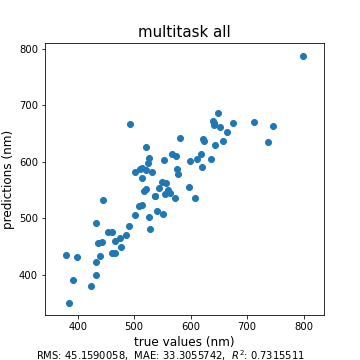 multitask all
800
700
600
500
400
predictions (nm)
400 500 600 700 800
true values (nm)
RMS: 45.1590058, MAE: 33.3055742, R²: 0.7315511